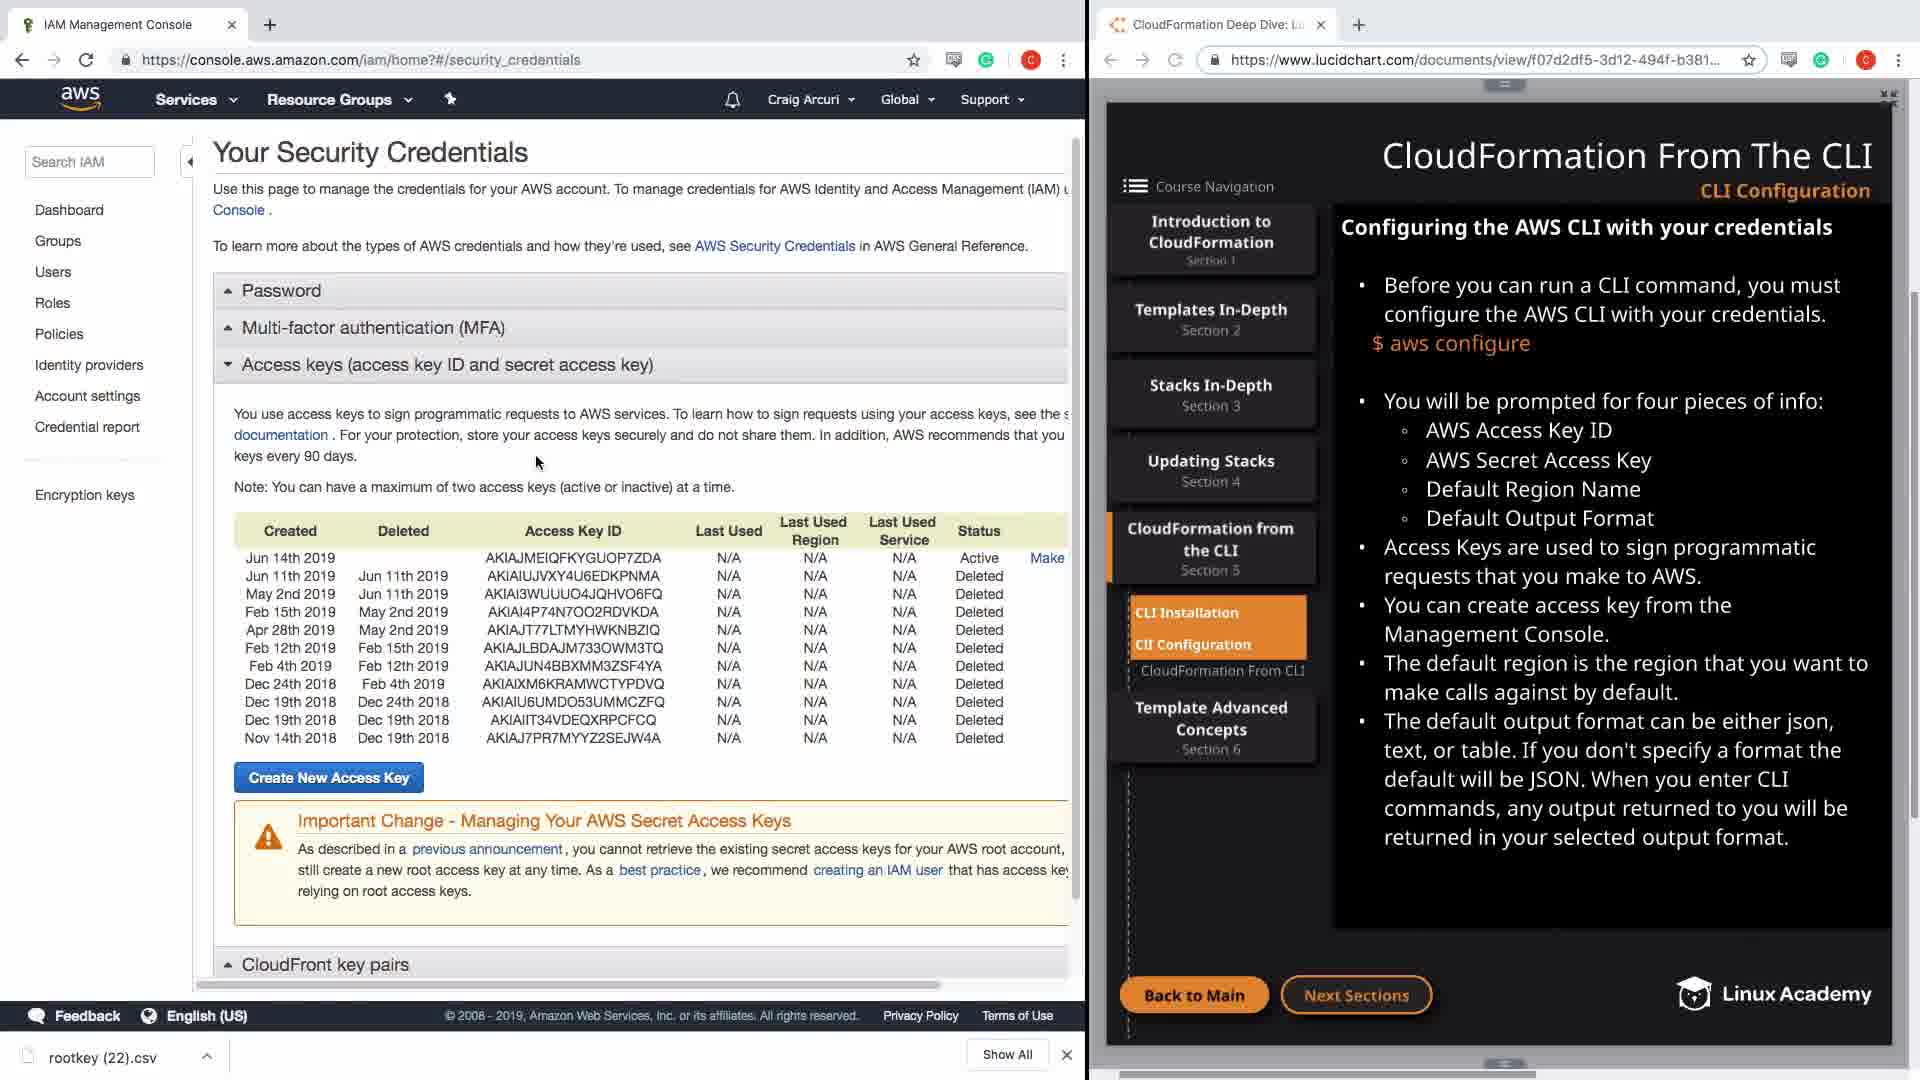 IAM Management Console
https://console.aws.amazon.com/iam/home?#/security_credentials
aws
Services
Resource Groups
Craig Arcuri
Global
Support
Search IAM
Dashboard
Groups
Users
Roles
Policies
Identity providers
Account settings
Credential report
Encryption keys
Your Security Credentials
Use this page to manage the credentials for your AWS account. To manage credentials for AWS Identity and Access Management (IAM) u
Console .
To learn more about the types of AWS credentials and how they're used, see AWS Security Credentials in AWS General Reference.
Password
Multi-factor authentication (MFA)
Access keys (access key ID and secret access key)
You use access keys to sign programmatic requests to AWS services. To learn how to sign requests using your access keys, see the s
documentation . For your protection, store your access keys securely and do not share them. In addition, AWS recommends that you
keys every 90 days.
Note: You can have a maximum of two access keys (active or inactive) at a time.
Created Deleted Access Key ID Last Used Last Used Region Last Used Service Status
Jun 14th 2019 AKIAJMEIQFKYGUOP7ZDA N/A N/A N/A Active Make
Jun 11th 2019 Jun 11th 2019 AKIAIUJVXY4U6EDKPNMA N/A N/A N/A Deleted
May 2nd 2019 Jun 11th 2019 AKIAI3WUUUO4JQHVO6FQ N/A N/A N/A Deleted
Feb 15th 2019 May 2nd 2019 AKIAI4P74N7OO2RDVKDA N/A N/A N/A Deleted
Apr 28th 2019 May 2nd 2019 AKIAJT77LTMYHWKNBZIQ N/A N/A N/A Deleted
Feb 12th 2019 Feb 15th 2019 AKIAJLBDAJM733OWM3TQ N/A N/A N/A Deleted
Feb 4th 2019 Feb 12th 2019 AKIAJUN4BBXMM3ZSF4YA N/A N/A N/A Deleted
Dec 24th 2018 Feb 4th 2019 AKIAIXM6KRAMWCTYPDVQ N/A N/A N/A Deleted
Dec 19th 2018 Dec 24th 2018 AKIAIU6UMDO53UMMCZFQ N/A N/A N/A Deleted
Dec 19th 2018 Dec 19th 2018 AKIAIIT34VDEQXRPCFCQ N/A N/A N/A Deleted
Nov 14th 2018 Dec 19th 2018 AKIAJ7PR7MYYZ2SEJW4A N/A N/A N/A Deleted
Create New Access Key
Important Change - Managing Your AWS Secret Access Keys
As described in a previous announcement, you cannot retrieve the existing secret access keys for your AWS root account,
still create a new root access key at any time. As a best practice, we recommend creating an IAM user that has access key
relying on root access keys.
CloudFront key pairs
Feedback
English (US)
© 2008 - 2019, Amazon Web Services, Inc. or its affiliates. All rights reserved.
Privacy Policy
Terms of Use
rootkey (22).csv
Show All
CloudFormation Deep Dive: Lu
https://www.lucidchart.com/documents/view/f07d2df5-3d12-494f-b381...
CloudFormation From The CLI
CLI Configuration
Course Navigation
Introduction to
CloudFormation
Section 1
Templates In-Depth
Section 2
Stacks In-Depth
Section 3
Updating Stacks
Section 4
CloudFormation from
the CLI
Section 5
CLI Installation
ClI Configuration
CloudFormation From CLI
Template Advanced
Concepts
Section 6
Configuring the AWS CLI with your credentials
• Before you can run a CLI command, you must
configure the AWS CLI with your credentials.
$ aws configure
• You will be prompted for four pieces of info:
◦ AWS Access Key ID
◦ AWS Secret Access Key
◦ Default Region Name
◦ Default Output Format
• Access Keys are used to sign programmatic
requests that you make to AWS.
• You can create access key from the
Management Console.
• The default region is the region that you want to
make calls against by default.
• The default output format can be either json,
text, or table. If you don't specify a format the
default will be JSON. When you enter CLI
commands, any output returned to you will be
returned in your selected output format.
Back to Main
Next Sections
Linux Academy